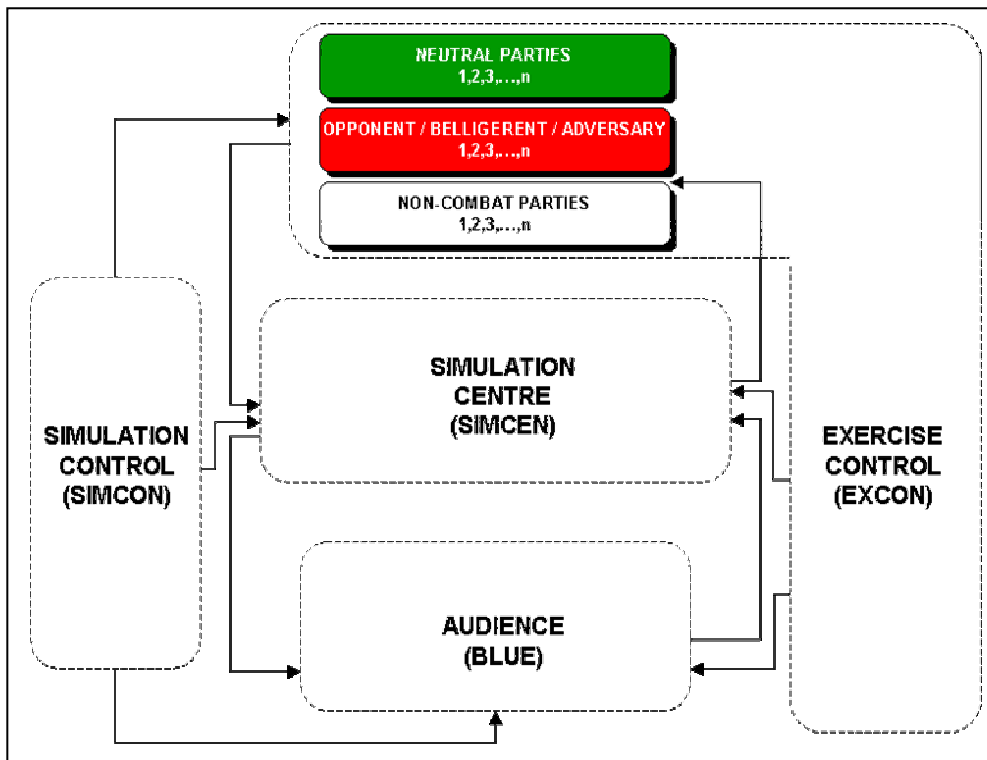 NEUTRAL PARTIES
1,2,3,...,n
OPPONENT / BELLIGERENT / ADVERSARY
1,2,3,...,n
NON-COMBAT PARTIES
1,2,3,...,n
SIMULATION
CENTRE
(SIMCEN)
SIMULATION
CONTROL
(SIMCON)
EXERCISE
CONTROL
(EXCON)
AUDIENCE
(BLUE)